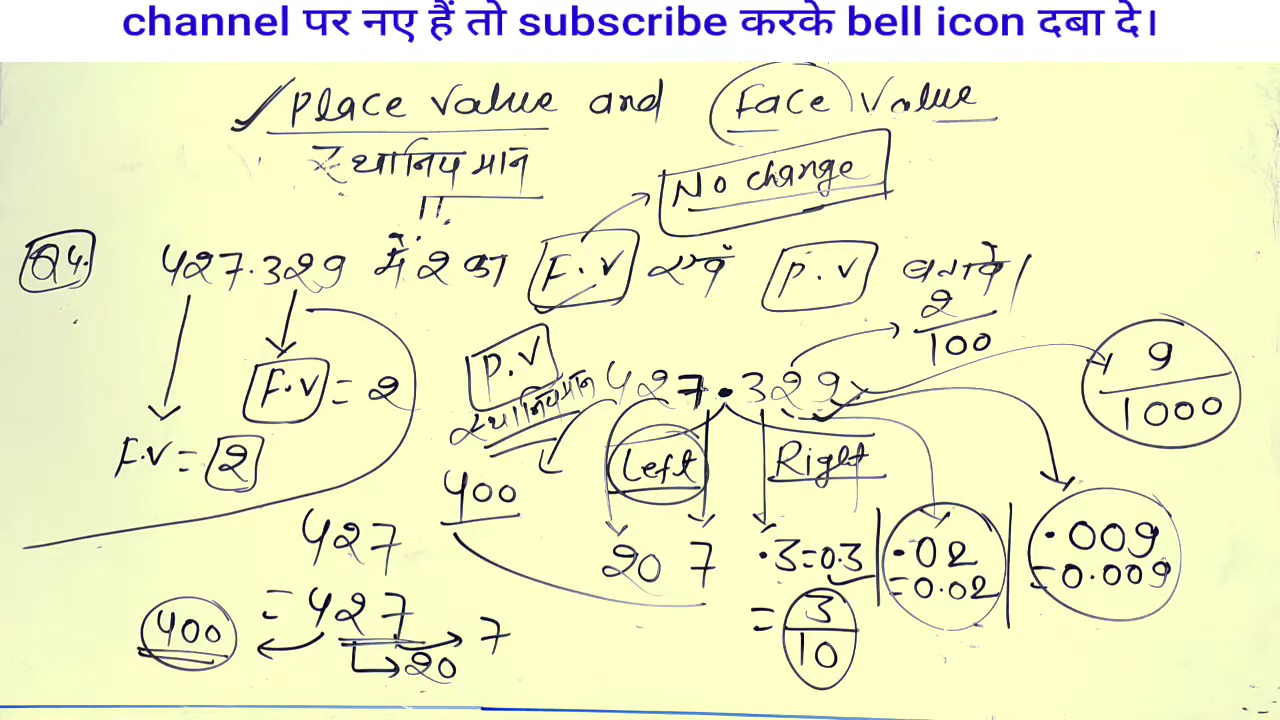 channel पर नए हैं तो subscribe करके bell icon दबा दे।
Place Value and Face Value
स्थानिय मान
No change
Q4. 427.329 में 2 का F.V एवं P.V बनावें।
2/100
P.V 427.329
स्थानिय मान
9/1000
F.V = 2
F.V = 2
Left Right
400
427
20 7 .3=0.3 .02 .009
=0.02 =0.009
= 427
= 3/10
400 20 7